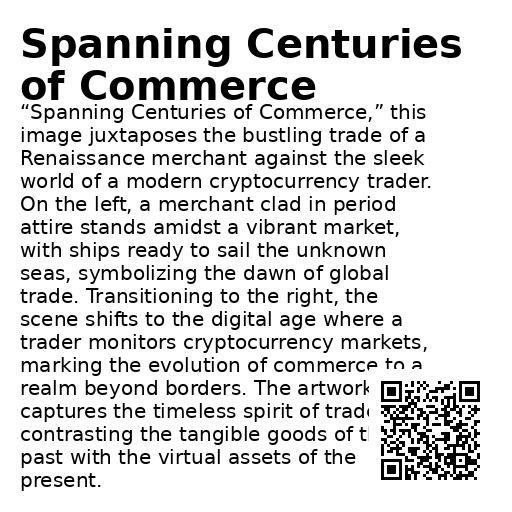 Spanning Centuries
of Commerce
“Spanning Centuries of Commerce,” this
image juxtaposes the bustling trade of a
Renaissance merchant against the sleek
world of a modern cryptocurrency trader.
On the left, a merchant clad in period
attire stands amidst a vibrant market,
with ships ready to sail the unknown
seas, symbolizing the dawn of global
trade. Transitioning to the right, the
scene shifts to the digital age where a
trader monitors cryptocurrency markets,
marking the evolution of commerce to a
realm beyond borders. The artwork
captures the timeless spirit of trade
contrasting the tangible goods of the
past with the virtual assets of the
present.